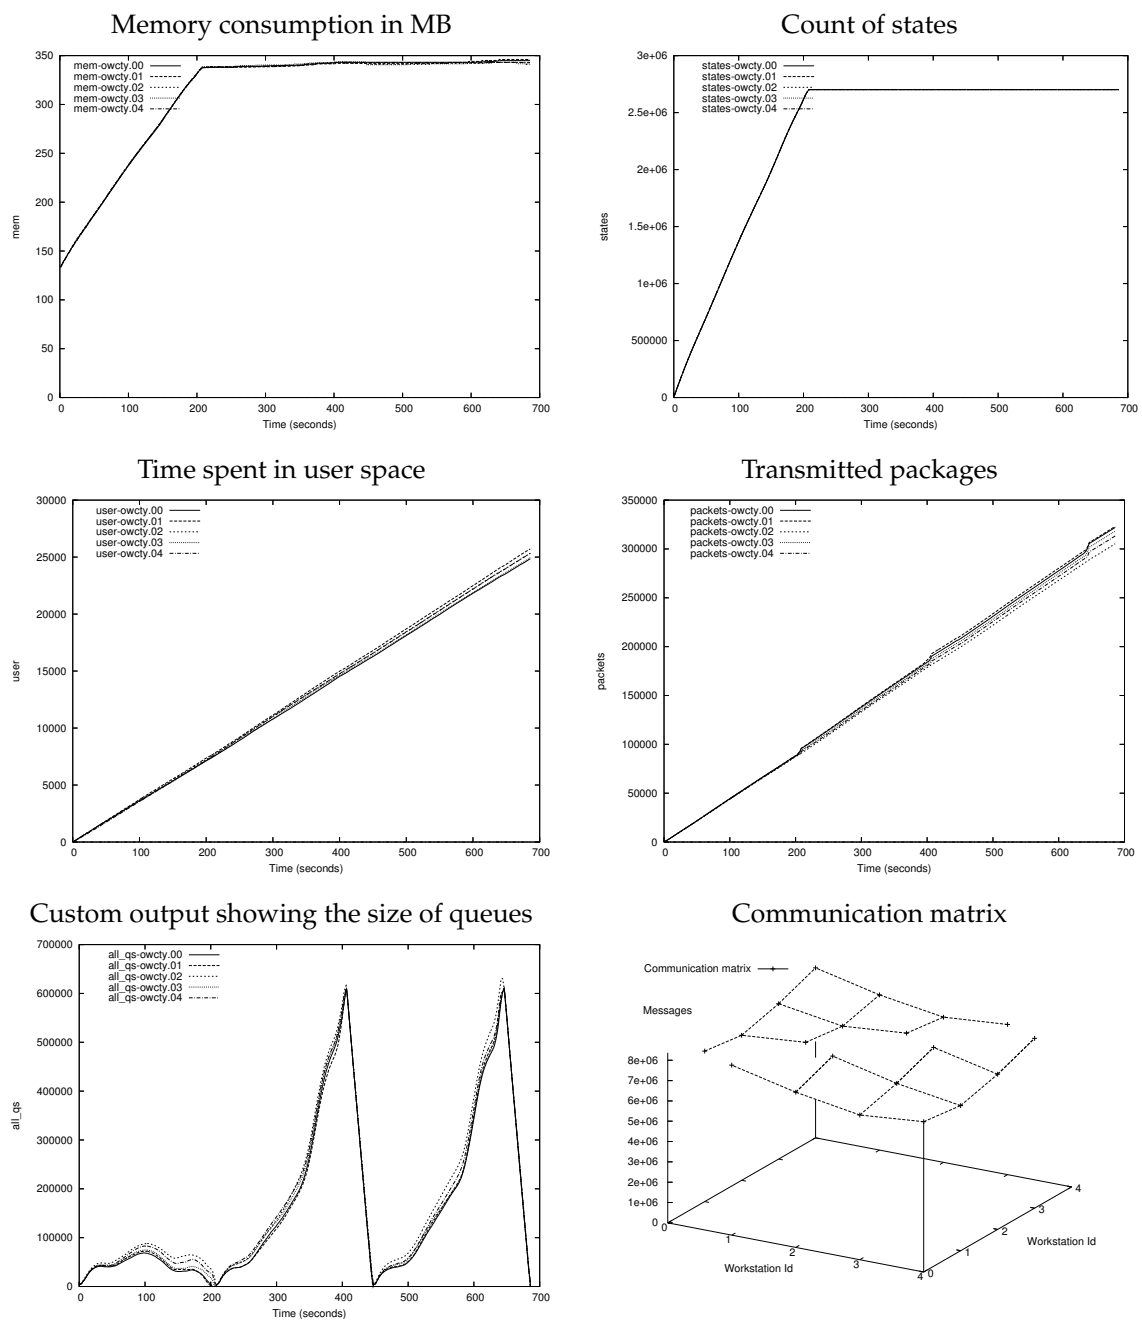 Memory consumption in MB
350
300
250
200
150
100
50
0
mem
mem-owcty.00
mem-owcty.01
mem-owcty.02
mem-owcty.03
mem-owcty.04
0 100 200 300 400 500 600 700
Time (seconds)
Count of states
3e+06
2.5e+06
2e+06
1.5e+06
1e+06
500000
0
states
states-owcty.00
states-owcty.01
states-owcty.02
states-owcty.03
states-owcty.04
0 100 200 300 400 500 600 700
Time (seconds)
Time spent in user space
30000
25000
20000
15000
10000
5000
0
user
user-owcty.00
user-owcty.01
user-owcty.02
user-owcty.03
user-owcty.04
0 100 200 300 400 500 600 700
Time (seconds)
Transmitted packages
350000
300000
250000
200000
150000
100000
50000
0
packets
packets-owcty.00
packets-owcty.01
packets-owcty.02
packets-owcty.03
packets-owcty.04
0 100 200 300 400 500 600 700
Time (seconds)
Custom output showing the size of queues
700000
600000
500000
400000
300000
200000
100000
0
all_qs
all_qs-owcty.00
all_qs-owcty.01
all_qs-owcty.02
all_qs-owcty.03
all_qs-owcty.04
0 100 200 300 400 500 600 700
Time (seconds)
Communication matrix
Communication matrix
Messages
8e+06
7e+06
6e+06
5e+06
4e+06
3e+06
2e+06
1e+06
0
0 1 2 3 4
Workstation Id
0 1 2 3 4
Workstation Id